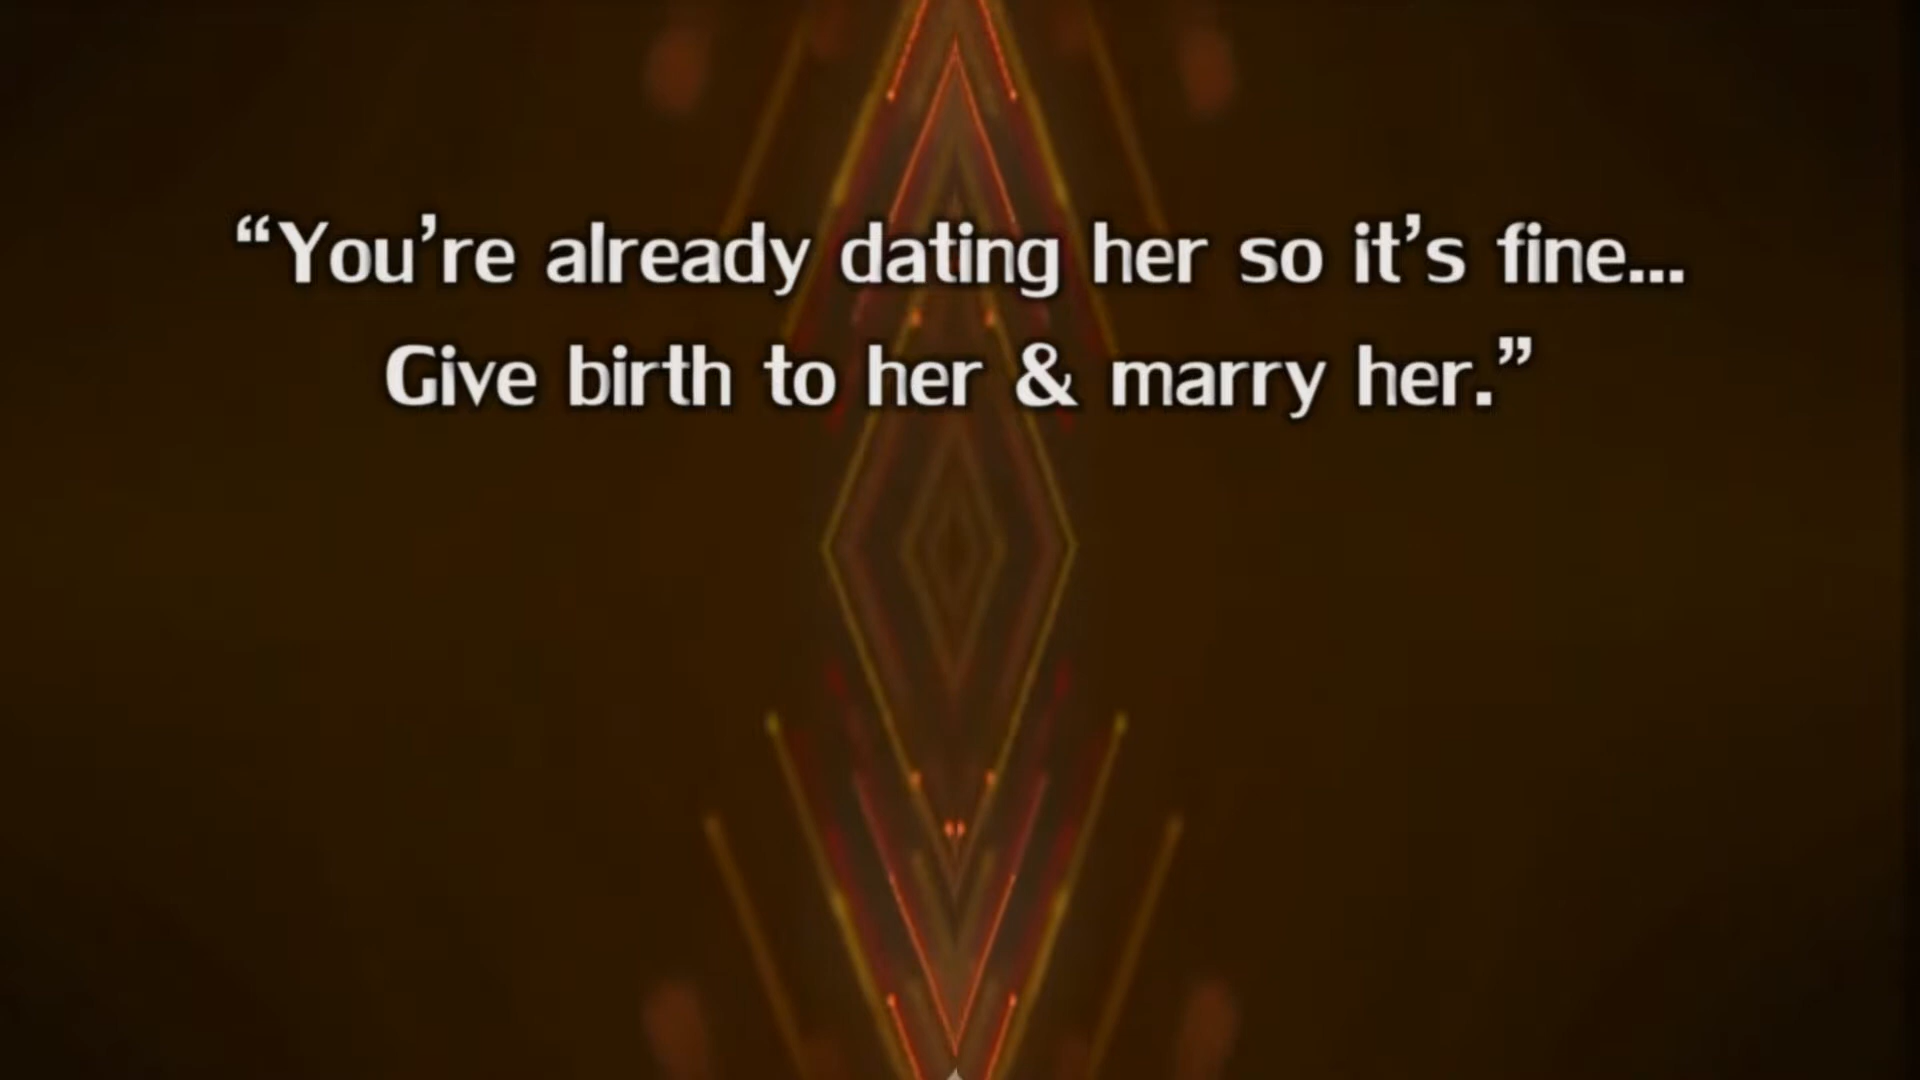 “You’re already dating her so it’s fine...
Give birth to her & marry her.”